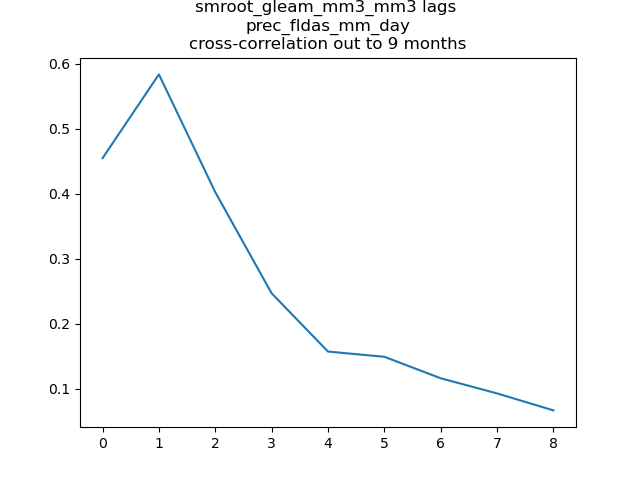 smroot_gleam_mm3_mm3 lags
prec_fldas_mm_day
cross-correlation out to 9 months
0.6
0.5
0.4
0.3
0.2
0.1
0 1 2 3 4 5 6 7 8